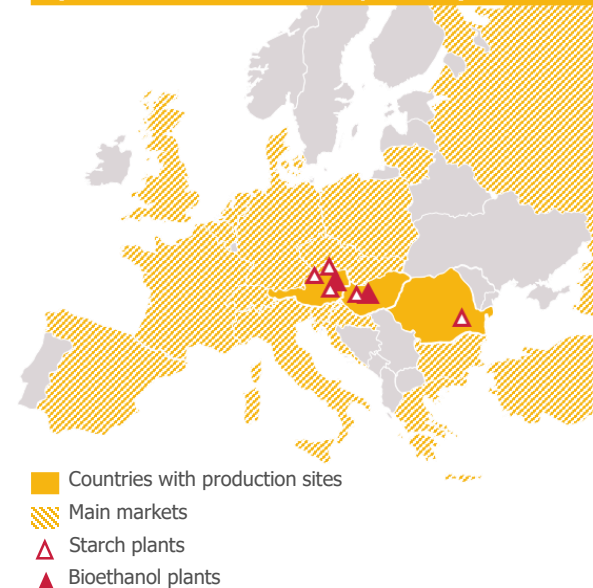 Countries with production sites
Main markets
Starch plants
Bioethanol plants